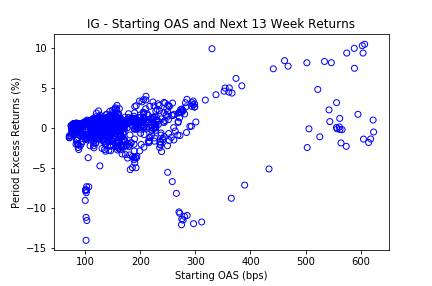 IG - Starting OAS and Next 13 Week Returns
Period Excess Returns (%)
10
5
0
−5
−10
−15
100 200 300 400 500 600
Starting OAS (bps)